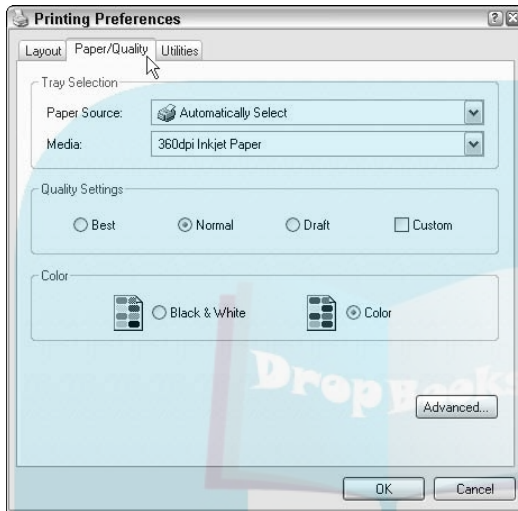 Printing Preferences
Layout Paper/Quality Utilities
Tray Selection
Paper Source: Automatically Select
Media: 360dpi Inkjet Paper
Quality Settings
Best Normal Draft Custom
Color
Black & White Color
DropBooks
Advanced...
OK Cancel